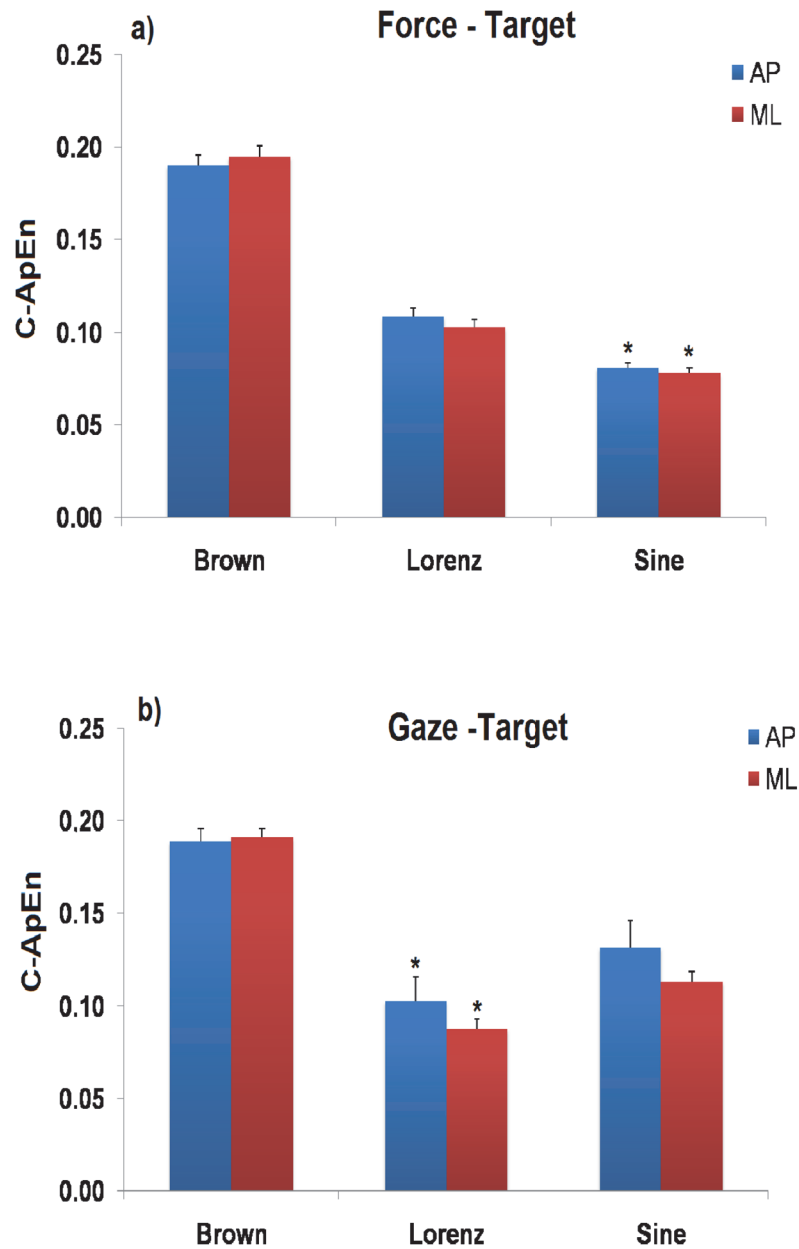 a) Force - Target
0.25
0.20
0.15
0.10
0.05
0.00
C-ApEn
AP
ML
* *
Brown Lorenz Sine
b) Gaze -Target
0.25
0.20
0.15
0.10
0.05
0.00
C-ApEn
AP
ML
*
*
Brown Lorenz Sine